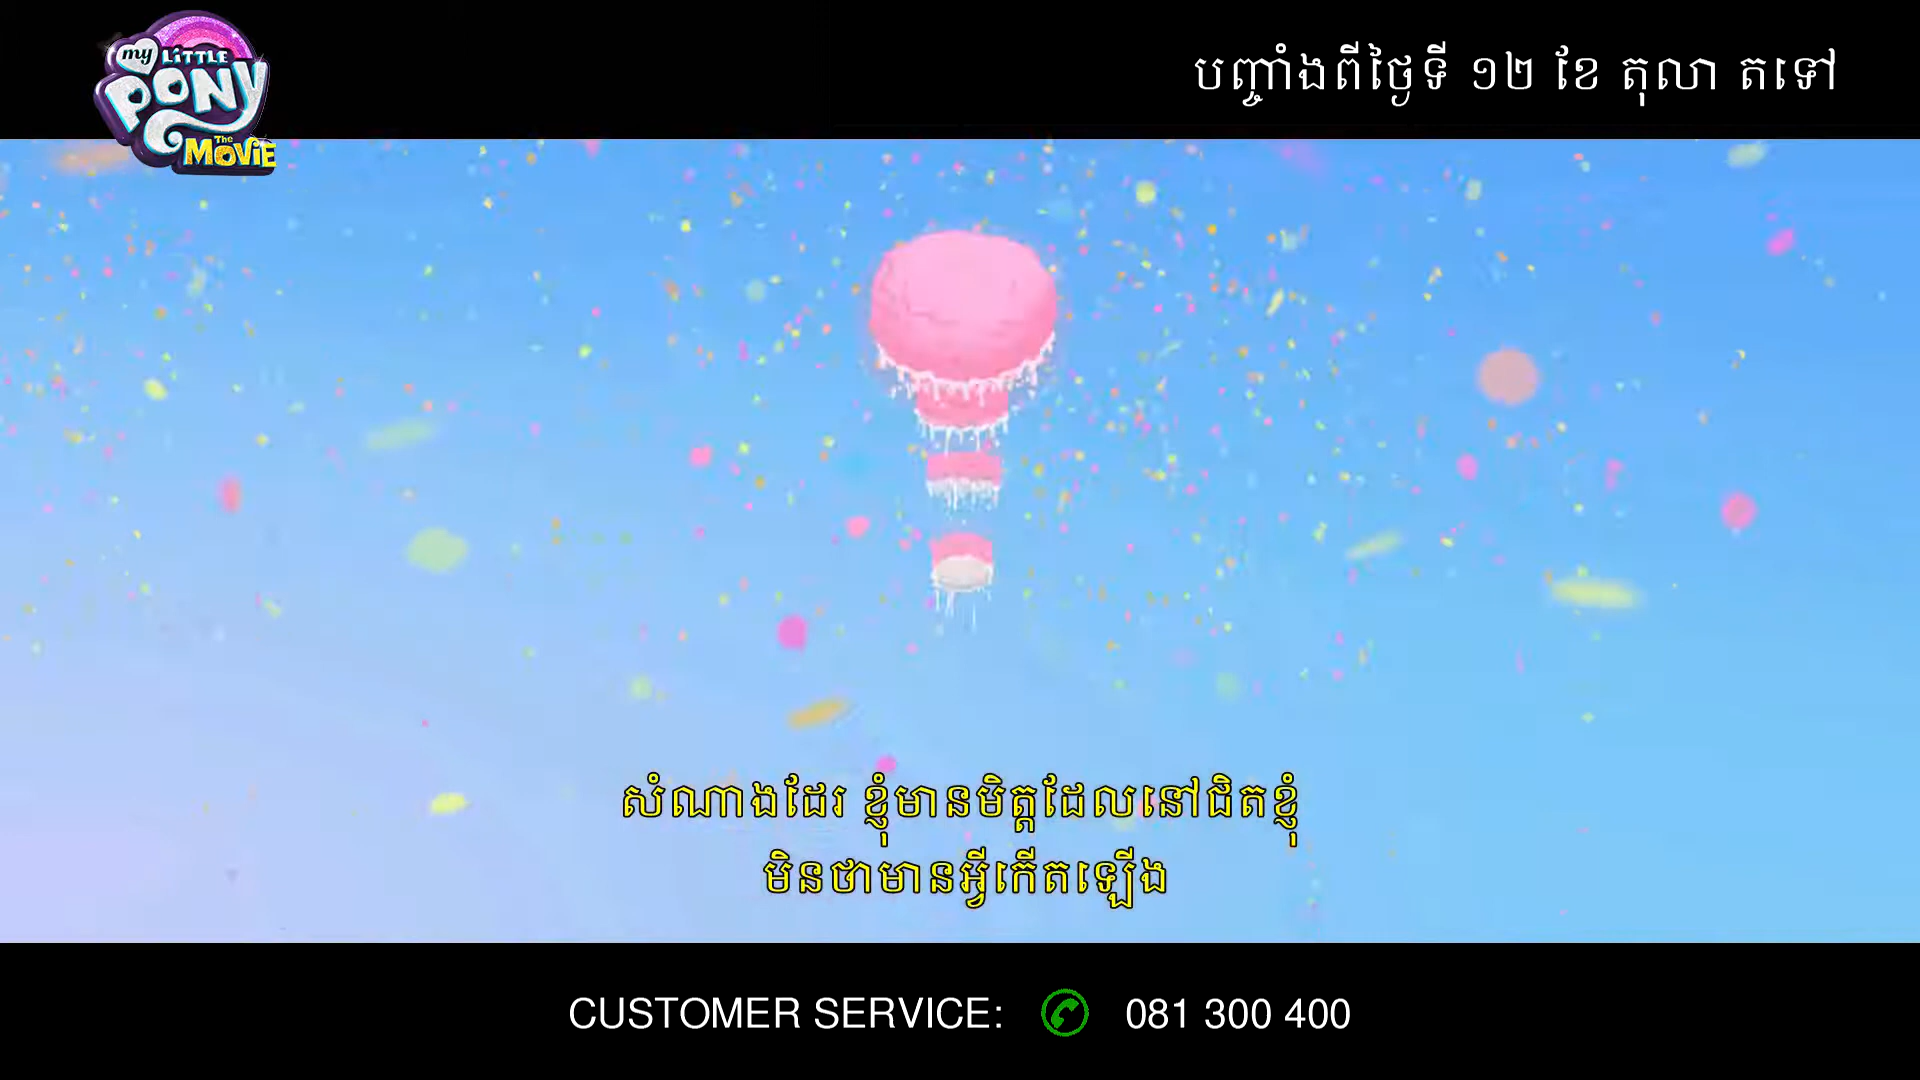 my LITTLE
PONY
The
MOVIE
បញ្ចាំងពីថ្ងៃទី ១២ ខែ តុលា តទៅ
សំណាងដែរ ខ្ញុំមានមិត្តដែលនៅជិតខ្ញុំ
មិនថាមានអ្វីកើតឡើង
CUSTOMER SERVICE: 081 300 400